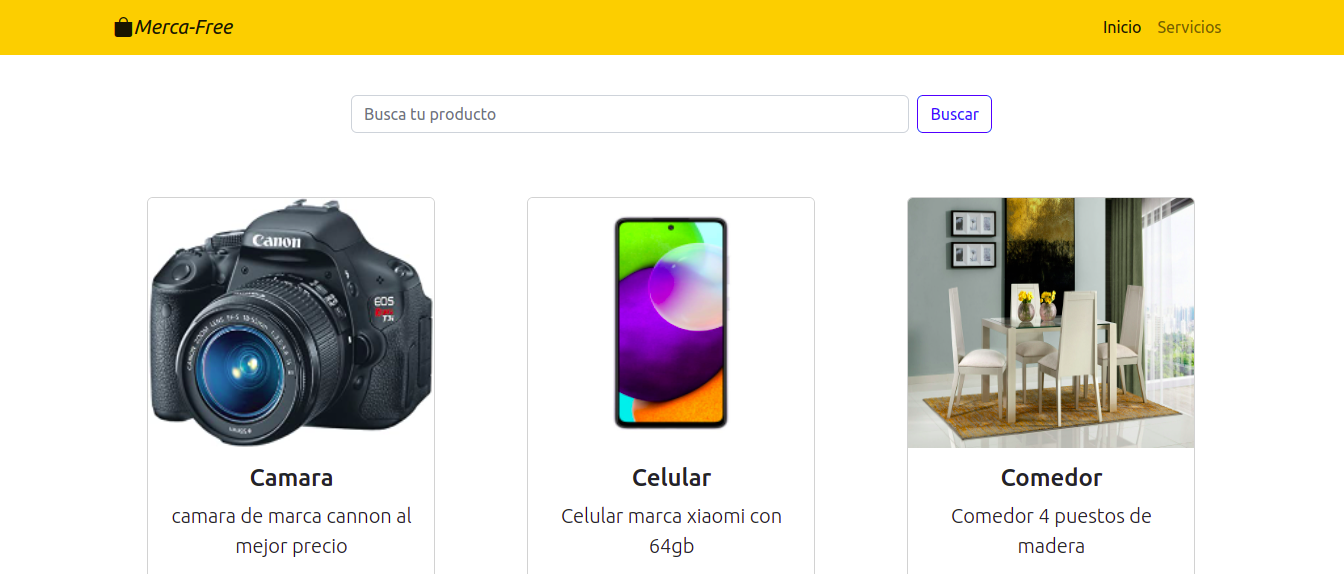 Merca-Free
Inicio
Servicios
Busca tu producto
Buscar
Canon
EOS
T3i
Camara
camara de marca cannon al
mejor precio
Celular
Celular marca xiaomi con
64gb
Comedor
Comedor 4 puestos de
madera